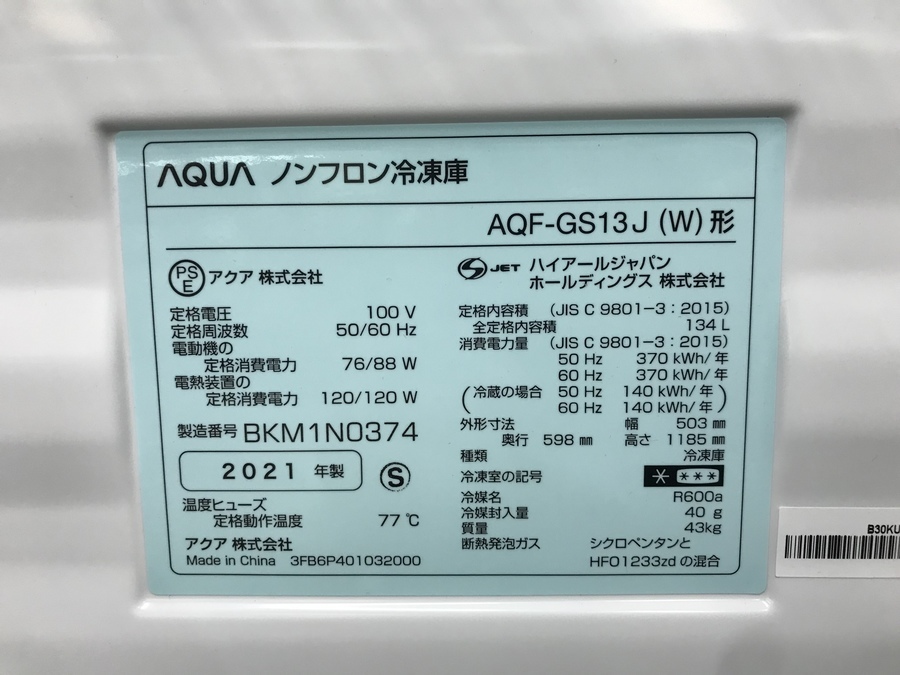 AQUA ノンフロン冷凍庫
AQF-GS13J (W) 形
PS E アクア 株式会社
定格電圧 100 V
定格周波数 50/60 Hz
電動機の
定格消費電力 76/88 W
電熱装置の
定格消費電力 120/120 W
製造番号 BKM1N0374
2021 年製 S
温度ヒューズ
定格動作温度 77 ℃
アクア 株式会社
Made in China 3FB6P401032000
S JET ハイアールジャパン
ホールディングス 株式会社
定格内容積 (JIS C 9801-3 : 2015)
全定格内容積 134 L
消費電力量 (JIS C 9801-3 : 2015)
50 Hz 370 kWh/年
60 Hz 370 kWh/年
(冷蔵の場合 50 Hz 140 kWh/年
60 Hz 140 kWh/年)
外形寸法 幅 503 mm
奥行 598 mm 高さ 1185 mm
種類 冷凍庫
冷凍室の記号 * ***
冷媒名 R600a
冷媒封入量 40 g
質量 43kg
断熱発泡ガス シクロペンタンと
HFO1233zd の混合
B30KU